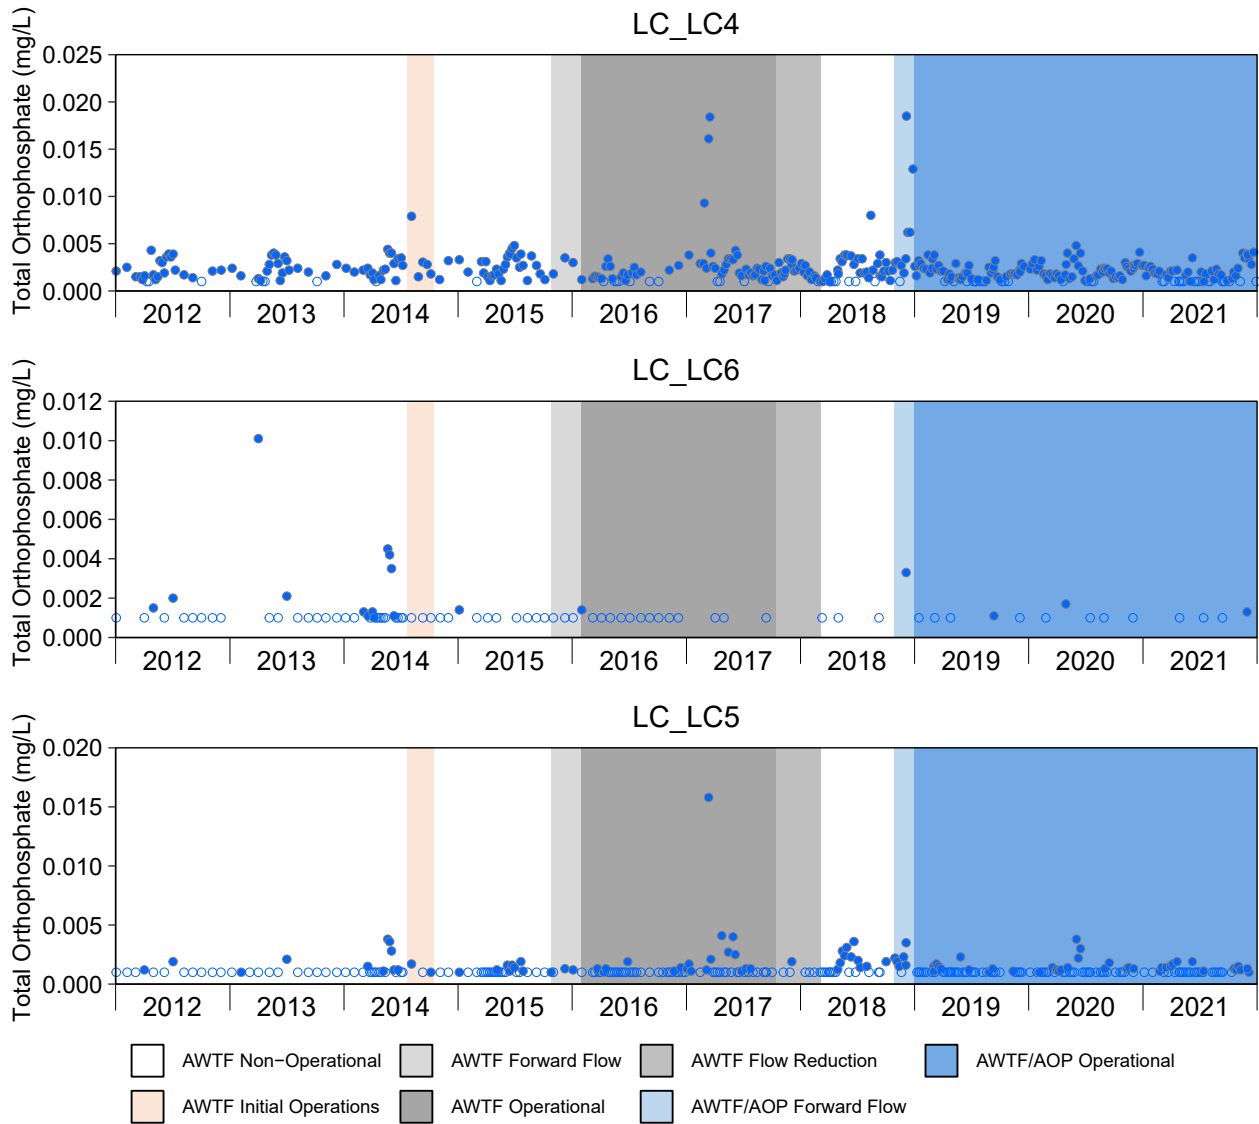 LC_LC4
Total Orthophosphate (mg/L)
0.025
0.020
0.015
0.010
0.005
0.000
2012 2013 2014 2015 2016 2017 2018 2019 2020 2021
LC_LC6
Total Orthophosphate (mg/L)
0.012
0.010
0.008
0.006
0.004
0.002
0.000
2012 2013 2014 2015 2016 2017 2018 2019 2020 2021
LC_LC5
Total Orthophosphate (mg/L)
0.020
0.015
0.010
0.005
0.000
2012 2013 2014 2015 2016 2017 2018 2019 2020 2021
AWTF Non−Operational AWTF Forward Flow AWTF Flow Reduction AWTF/AOP Operational
AWTF Initial Operations AWTF Operational AWTF/AOP Forward Flow